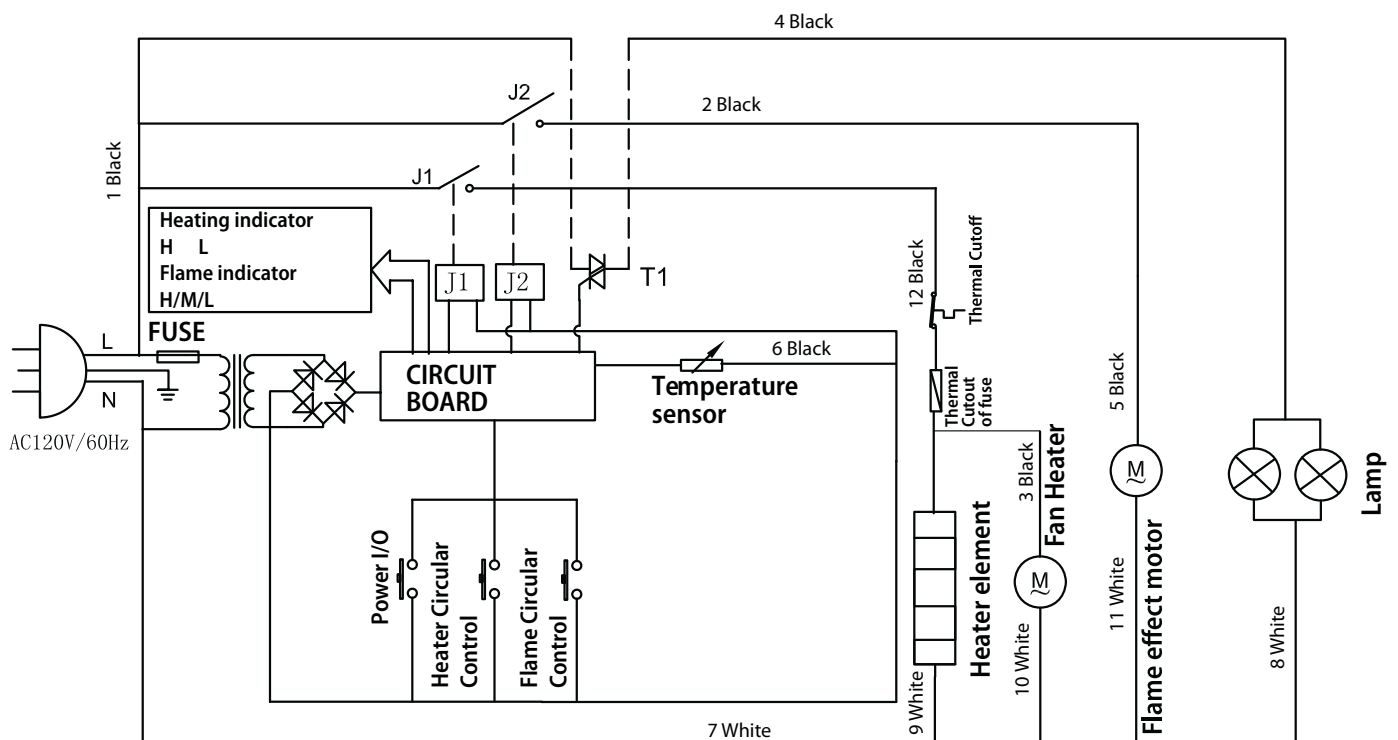 4 Black
J2
2 Black
1 Black
J1
Heating indicator
H L
Flame indicator
H/M/L
J1
J2
T1
12 Black
Thermal Cutoff
FUSE
L
N
AC120V/60Hz
CIRCUIT
BOARD
6 Black
Temperature
sensor
Thermal
Cutout
of fuse
5 Black
3 Black
Fan Heater
M
~
M
~
Lamp
Power I/O
Heater Circular
Control
Flame Circular
Control
Heater element
9 White
10 White
11 White
Flame effect motor
8 White
7 White